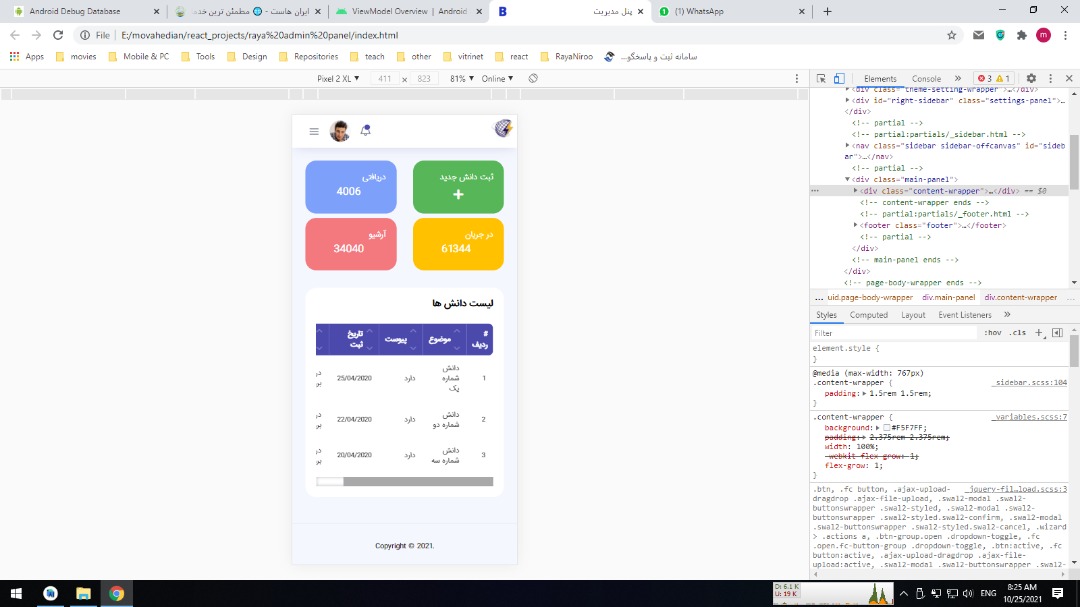 Android Debug Database
ایران هاست - مطمئن ترین خدم
ViewModel Overview | Android
پنل مدیریت
(1) WhatsApp
File E:/movahedian/react_projects/raya%20admin%20panel/index.html
Apps movies Mobile & PC Tools Design Repositories teach other vitrinet react RayaNiroo سامانه ثبت و پاسخگو...
Pixel 2 XL 411 × 823 81% Online
Elements Console » 3 1
دریافتی
4006
ثبت دانش جدید
+
آرشیو
34040
در جریان
61344
لیست دانش ها
# ردیف موضوع پیوست تاریخ ثبت
1 دانش شماره یک دارد 25/04/2020
2 دانش شماره دو دارد 22/04/2020
3 دانش شماره سه دارد 20/04/2020
Copyright © 2021.
<div class="theme-setting-wrapper">…</div>
<div id="right-sidebar" class="settings-panel">…
</div>
<!-- partial -->
<!-- partial:partials/_sidebar.html -->
<nav class="sidebar sidebar-offcanvas" id="sideb
ar">…</nav>
<!-- partial -->
<div class="main-panel">
<div class="content-wrapper">…</div> == $0
<!-- content-wrapper ends -->
<!-- partial:partials/_footer.html -->
<footer class="footer">…</footer>
<!-- partial -->
</div>
<!-- main-panel ends -->
</div>
<!-- page-body-wrapper ends -->
... uid.page-body-wrapper div.main-panel div.content-wrapper ...
Styles Computed Layout Event Listeners »
Filter :hov .cls +
element.style {
}
@media (max-width: 767px)
.content-wrapper { _sidebar.scss:104
padding: 1.5rem 1.5rem;
}
.content-wrapper { _variables.scss:7
background: #F5F7FF;
padding: 2.375rem 2.375rem;
width: 100%;
-webkit-flex-grow: 1;
flex-grow: 1;
}
.btn, .fc button, .ajax-upload- _jquery-fil…load.scss:3
dragdrop .ajax-file-upload, .swal2-modal .swal2-
buttonswrapper .swal2-styled, .swal2-modal .swal2-
buttonswrapper .swal2-styled.swal2-confirm, .swal2-modal
.swal2-buttonswrapper .swal2-styled.swal2-cancel, .wizard
> .actions a, .btn-group.open .dropdown-toggle, .fc
.open.fc-button-group .dropdown-toggle, .btn:active, .fc
button:active, .ajax-upload-dragdrop .ajax-file-
upload:active, .swal2-modal .swal2-buttonswrapper
D: 6.1 K
U: 19 K
ENG
8:25 AM
10/25/2021